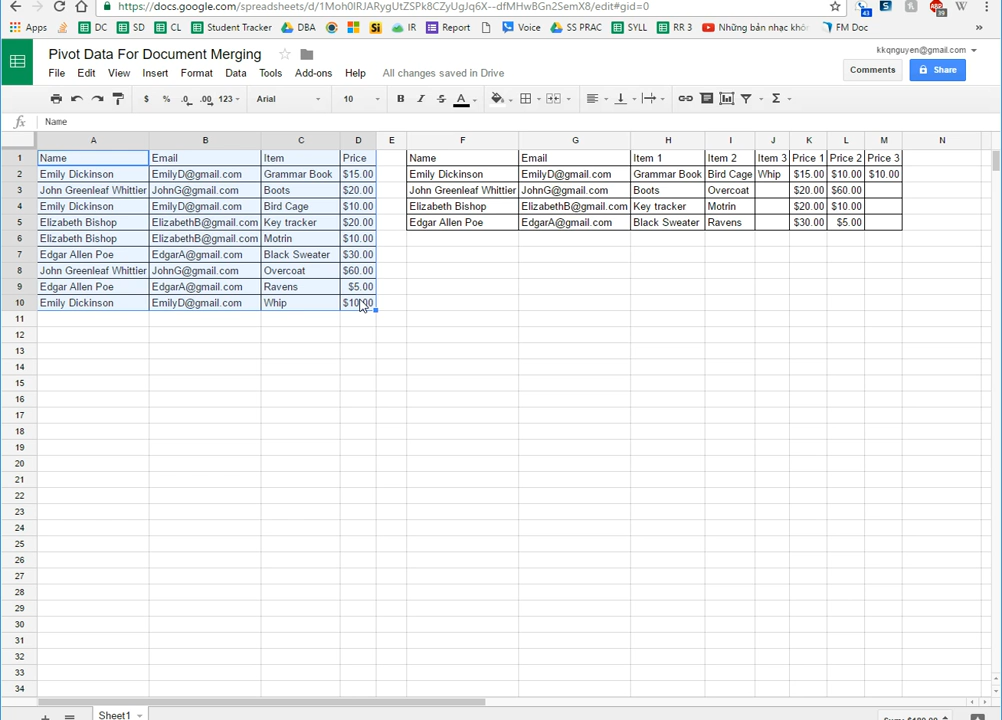 https://docs.google.com/spreadsheets/d/1Moh0IRJARygUtZSPk8CZyUgJq6X--dfMHwBGn2SemX8/edit#gid=0
Apps DC SD CL Student Tracker DBA Si IR Report Voice SS PRAC SYLL RR 3 Những bản nhạc khôn FM Doc »
Pivot Data For Document Merging
kkqnguyen@gmail.com
File Edit View Insert Format Data Tools Add-ons Help All changes saved in Drive
Comments Share
$ % .0 .00 123 Arial 10 B I S A
fx Name
A B C D E F G H I J K L M N
1 Name Email Item Price Name Email Item 1 Item 2 Item 3 Price 1 Price 2 Price 3
2 Emily Dickinson EmilyD@gmail.com Grammar Book $15.00 Emily Dickinson EmilyD@gmail.com Grammar Book Bird Cage Whip $15.00 $10.00 $10.00
3 John Greenleaf Whittier JohnG@gmail.com Boots $20.00 John Greenleaf Whittier JohnG@gmail.com Boots Overcoat $20.00 $60.00
4 Emily Dickinson EmilyD@gmail.com Bird Cage $10.00 Elizabeth Bishop ElizabethB@gmail.com Key tracker Motrin $20.00 $10.00
5 Elizabeth Bishop ElizabethB@gmail.com Key tracker $20.00 Edgar Allen Poe EdgarA@gmail.com Black Sweater Ravens $30.00 $5.00
6 Elizabeth Bishop ElizabethB@gmail.com Motrin $10.00
7 Edgar Allen Poe EdgarA@gmail.com Black Sweater $30.00
8 John Greenleaf Whittier JohnG@gmail.com Overcoat $60.00
9 Edgar Allen Poe EdgarA@gmail.com Ravens $5.00
10 Emily Dickinson EmilyD@gmail.com Whip $10.00
11
12
13
14
15
16
17
18
19
20
21
22
23
24
25
26
27
28
29
30
31
32
33
34
Sheet1